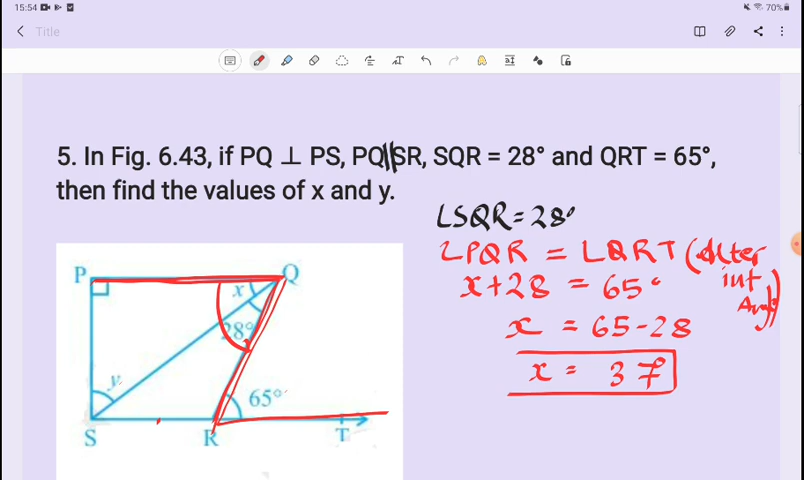 15:54 70%
Title
5. In Fig. 6.43, if PQ ⊥ PS, PQ||SR, SQR = 28° and QRT = 65°,
then find the values of x and y.
∠SQR = 28°
∠PQR = ∠QRT (Alter
int
Ang)
x+28 = 65°
x = 65-28
x = 37
P Q
x
28°
y
65°
S R T